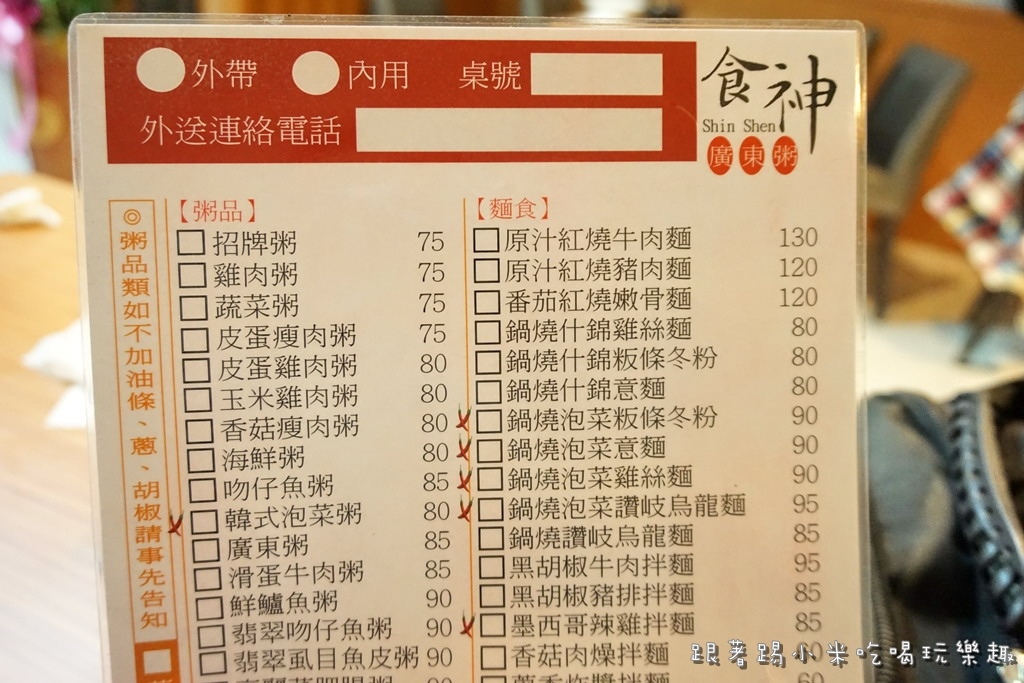 外帶 內用 桌號
外送連絡電話
食神
Shin Shen
廣東粥
◎粥品類如不加油條、蔥、胡椒請事先告知
【粥品】
招牌粥 75
雞肉粥 75
蔬菜粥 75
皮蛋瘦肉粥 75
皮蛋雞肉粥 80
玉米雞肉粥 80
香菇瘦肉粥 80
海鮮粥 80
吻仔魚粥 85
韓式泡菜粥 80
廣東粥 85
滑蛋牛肉粥 85
鮮鱸魚粥 90
翡翠吻仔魚粥 90
翡翠虱目魚皮粥 90
【麵食】
原汁紅燒牛肉麵 130
原汁紅燒豬肉麵 120
番茄紅燒嫩骨麵 120
鍋燒什錦雞絲麵 80
鍋燒什錦粄條冬粉 80
鍋燒什錦意麵 80
鍋燒泡菜粄條冬粉 90
鍋燒泡菜意麵 90
鍋燒泡菜雞絲麵 90
鍋燒泡菜讚岐烏龍麵 95
鍋燒讚岐烏龍麵 85
黑胡椒牛肉拌麵 95
黑胡椒豬排拌麵 85
墨西哥辣雞拌麵 85
香菇肉燥拌麵
跟著踢小米吃喝玩樂趣